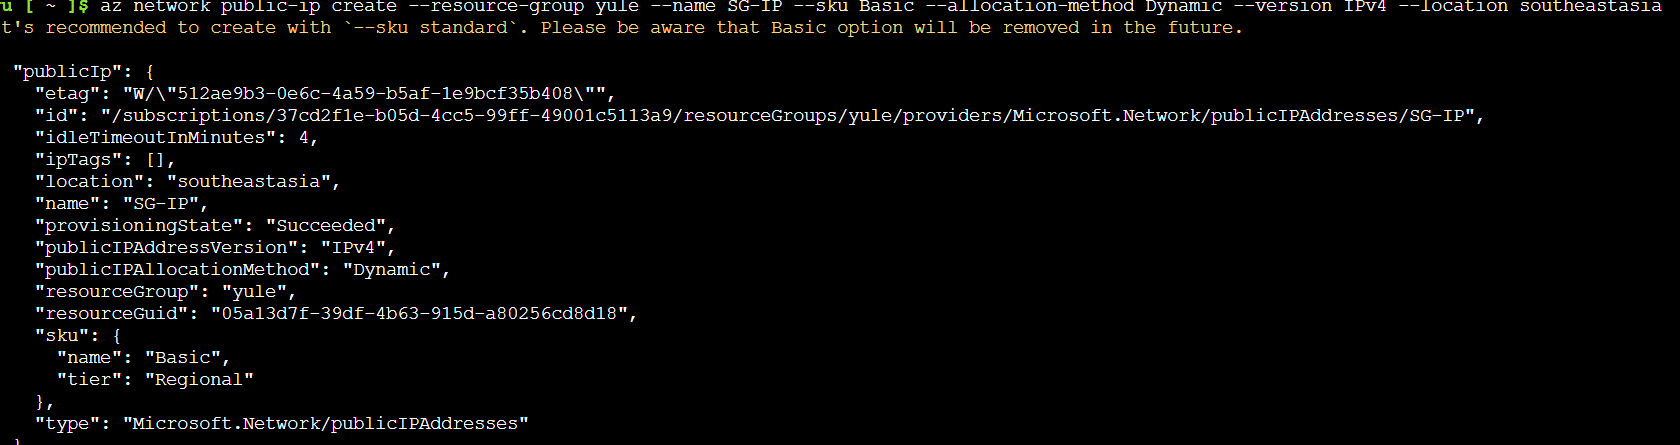 u [ ~ ]$ az network public-ip create --resource-group yule --name SG-IP --sku Basic --allocation-method Dynamic --version IPv4 --location southeastasia
t's recommended to create with `--sku standard`. Please be aware that Basic option will be removed in the future.
"publicIp": {
"etag": "W/\"512ae9b3-0e6c-4a59-b5af-1e9bcf35b408\"",
"id": "/subscriptions/37cd2f1e-b05d-4cc5-99ff-49001c5113a9/resourceGroups/yule/providers/Microsoft.Network/publicIPAddresses/SG-IP",
"idleTimeoutInMinutes": 4,
"ipTags": [],
"location": "southeastasia",
"name": "SG-IP",
"provisioningState": "Succeeded",
"publicIPAddressVersion": "IPv4",
"publicIPAllocationMethod": "Dynamic",
"resourceGroup": "yule",
"resourceGuid": "05a13d7f-39df-4b63-915d-a80256cd8d18",
"sku": {
"name": "Basic",
"tier": "Regional"
},
"type": "Microsoft.Network/publicIPAddresses"